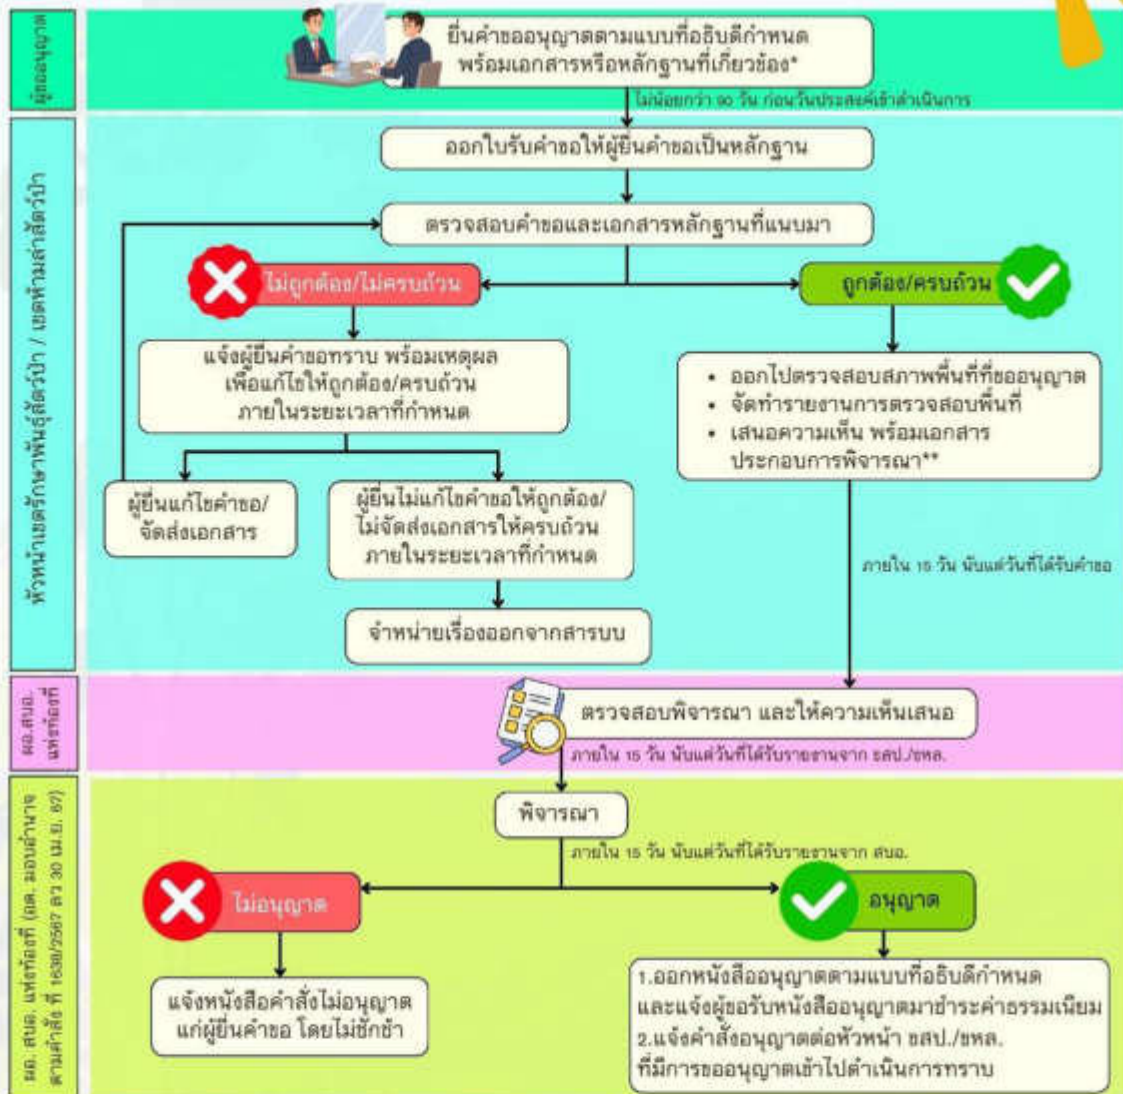 ผู้ขออนุญาต
ยื่นคำขออนุญาตตามแบบที่อธิบดีกำหนด
พร้อมเอกสารหรือหลักฐานที่เกี่ยวข้อง*
ไม่น้อยกว่า 90 วัน ก่อนวันประสงค์เข้าดำเนินการ
หัวหน้าเขตรักษาพันธุ์สัตว์ป่า / เขตห้ามล่าสัตว์ป่า
ออกใบรับคำขอให้ผู้ยื่นคำขอเป็นหลักฐาน
ตรวจสอบคำขอและเอกสารหลักฐานที่แนบมา
ไม่ถูกต้อง/ไม่ครบถ้วน
ถูกต้อง/ครบถ้วน
แจ้งผู้ยื่นคำขอทราบ พร้อมเหตุผล
เพื่อแก้ไขให้ถูกต้อง/ครบถ้วน
ภายในระยะเวลาที่กำหนด
• ออกไปตรวจสอบสภาพพื้นที่ที่ขออนุญาต
• จัดทำรายงานการตรวจสอบพื้นที่
• เสนอความเห็น พร้อมเอกสาร
ประกอบการพิจารณา**
ผู้ยื่นแก้ไขคำขอ/
จัดส่งเอกสาร
ผู้ยื่นไม่แก้ไขคำขอให้ถูกต้อง/
ไม่จัดส่งเอกสารให้ครบถ้วน
ภายในระยะเวลาที่กำหนด
ภายใน 15 วัน นับแต่วันที่ได้รับคำขอ
จำหน่ายเรื่องออกจากสารบบ
ผอ.สบอ.
แห่งท้องที่
ตรวจสอบพิจารณา และให้ความเห็นเสนอ
ภายใน 15 วัน นับแต่วันที่ได้รับรายงานจาก ขสป./ขหล.
ผอ. สบอ. แห่งท้องที่ (อต. มอบอำนาจ
ตามคำสั่ง ที่ 1638/2567 ลว 30 เม.ย. 67)
พิจารณา
ภายใน 15 วัน นับแต่วันที่ได้รับรายงานจาก สบอ.
ไม่อนุญาต
อนุญาต
แจ้งหนังสือคำสั่งไม่อนุญาต
แก่ผู้ยื่นคำขอ โดยไม่ชักช้า
1.ออกหนังสืออนุญาตตามแบบที่อธิบดีกำหนด
และแจ้งผู้ขอรับหนังสืออนุญาตมาชำระค่าธรรมเนียม
2.แจ้งคำสั่งอนุญาตต่อหัวหน้า ขสป./ขหล.
ที่มีการขออนุญาตเข้าไปดำเนินการทราบ